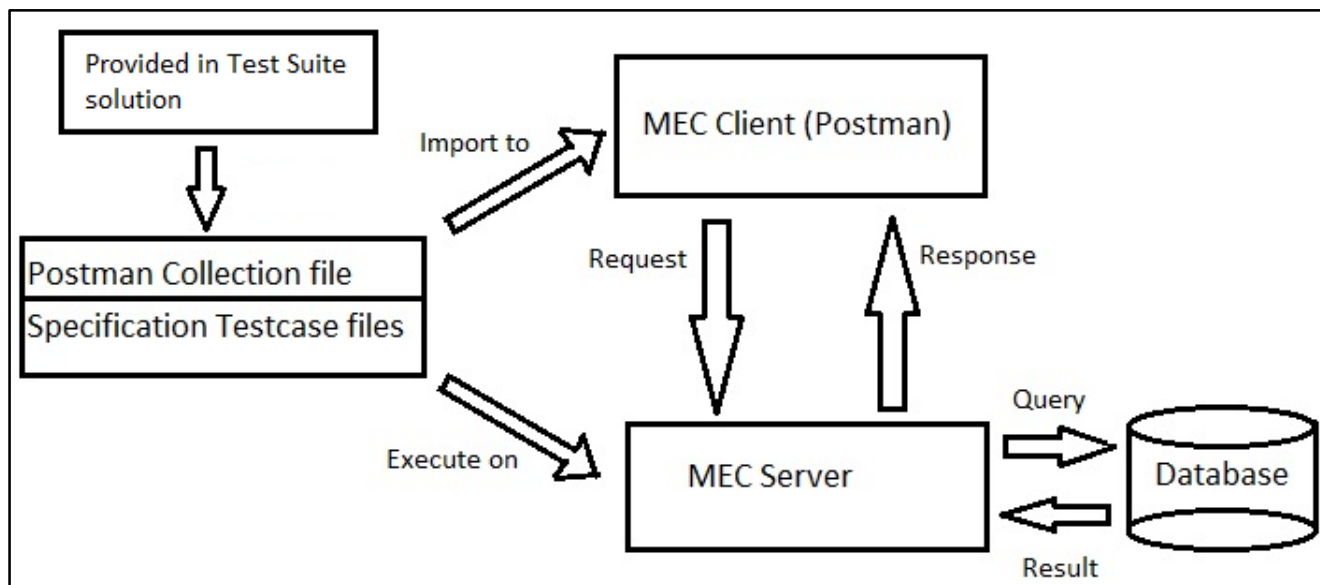 Provided in Test Suite
solution
Import to
MEC Client (Postman)
Postman Collection file
Specification Testcase files
Request
Response
Execute on
MEC Server
Query
Database
Result